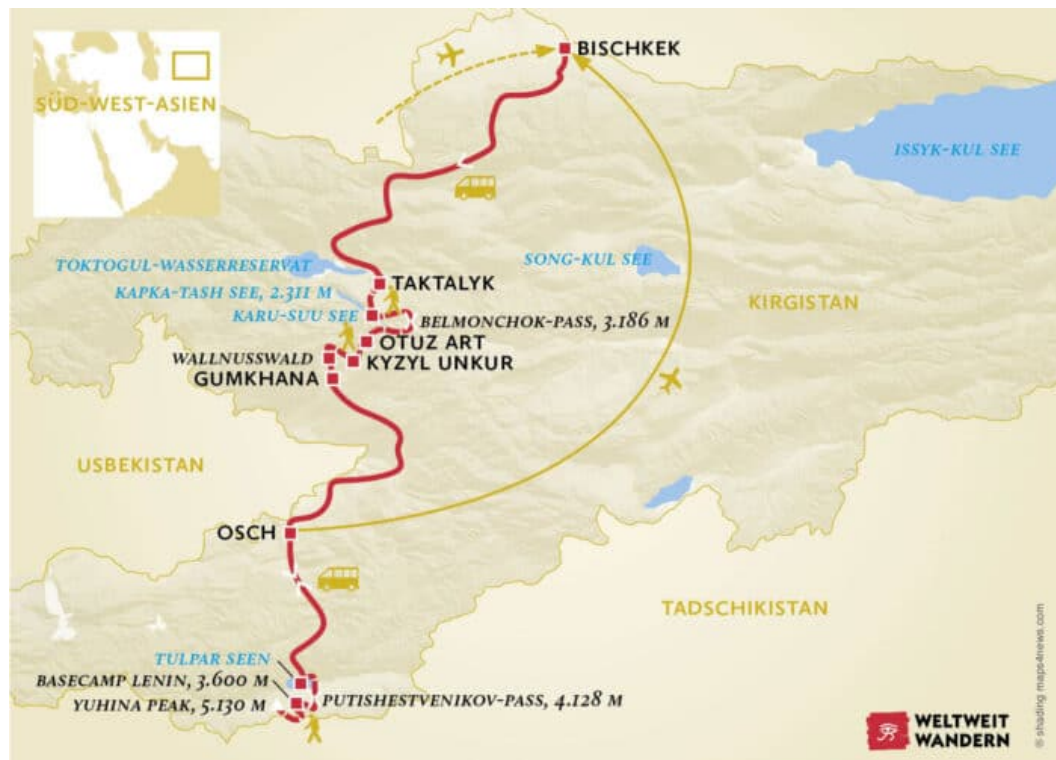 BISCHKEK
SÜD-WEST-ASIEN
ISSYK-KUL SEE
TOKTOGUL-WASSERRESERVAT
SONG-KUL SEE
TAKTALYK
KAPKA-TASH SEE, 2.311 M
KIRGISTAN
KARU-SUU SEE
BELMONCHOK-PASS, 3.186 M
OTUZ ART
WALLNUSSWALD
KYZYL UNKUR
GUMKHANA
USBEKISTAN
OSCH
TADSCHIKISTAN
TULPAR SEEN
BASECAMP LENIN, 3.600 M
YUHINA PEAK, 5.130 M
PUTISHESTVENIKOV-PASS, 4.128 M
WELTWEIT
WANDERN
© shading maps4news.com